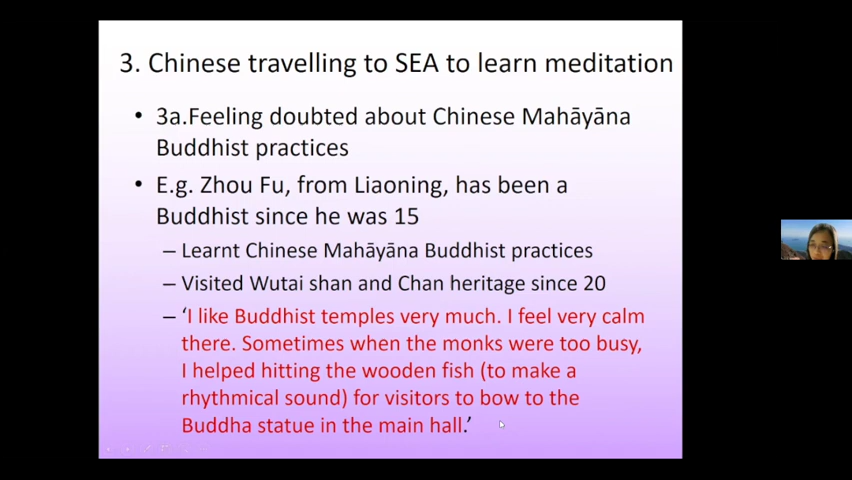 3. Chinese travelling to SEA to learn meditation
• 3a.Feeling doubted about Chinese Mahāyāna
Buddhist practices
• E.g. Zhou Fu, from Liaoning, has been a
Buddhist since he was 15
– Learnt Chinese Mahāyāna Buddhist practices
– Visited Wutai shan and Chan heritage since 20
– ‘I like Buddhist temples very much. I feel very calm
there. Sometimes when the monks were too busy,
I helped hitting the wooden fish (to make a
rhythmical sound) for visitors to bow to the
Buddha statue in the main hall.’